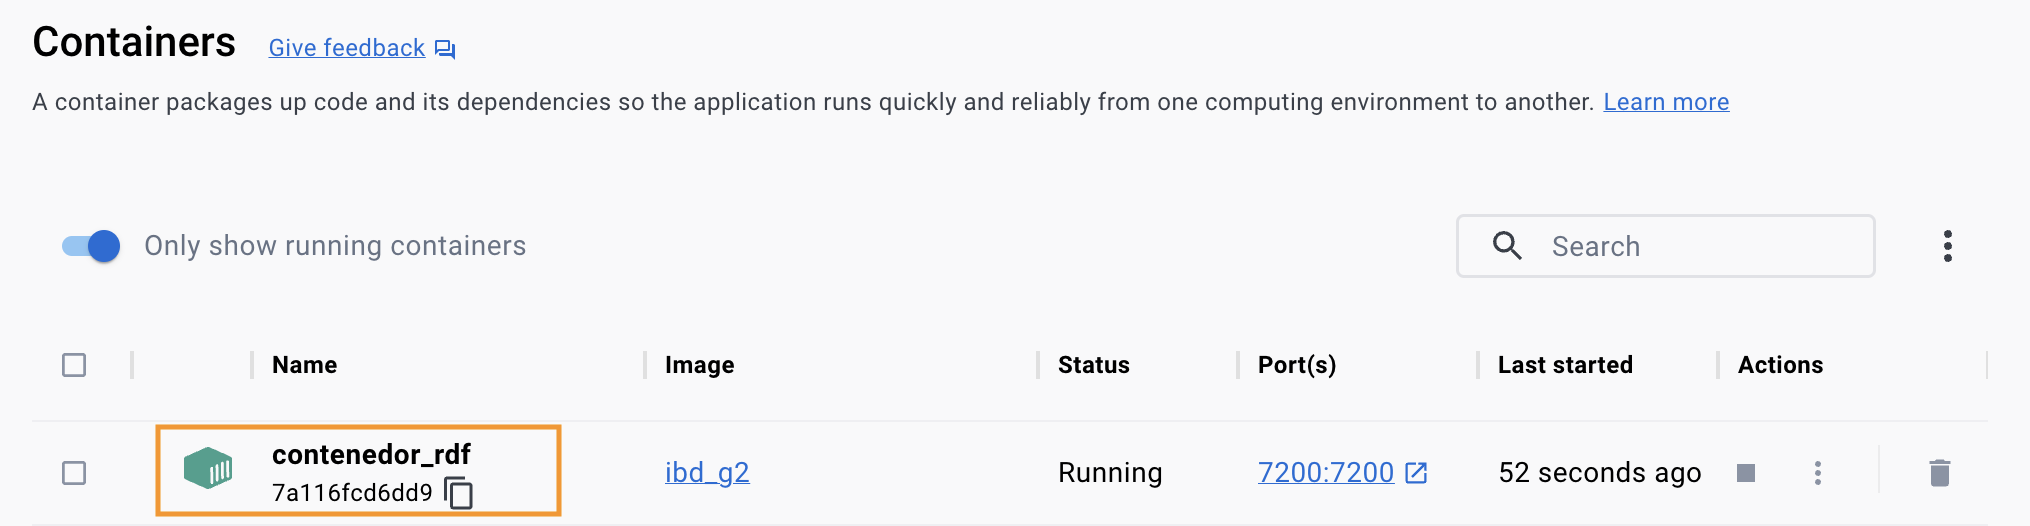 Containers Give feedback
A container packages up code and its dependencies so the application runs quickly and reliably from one computing environment to another. Learn more
Only show running containers Search
Name Image Status Port(s) Last started Actions
contenedor_rdf
7a116fcd6dd9 ibd_g2 Running 7200:7200 52 seconds ago